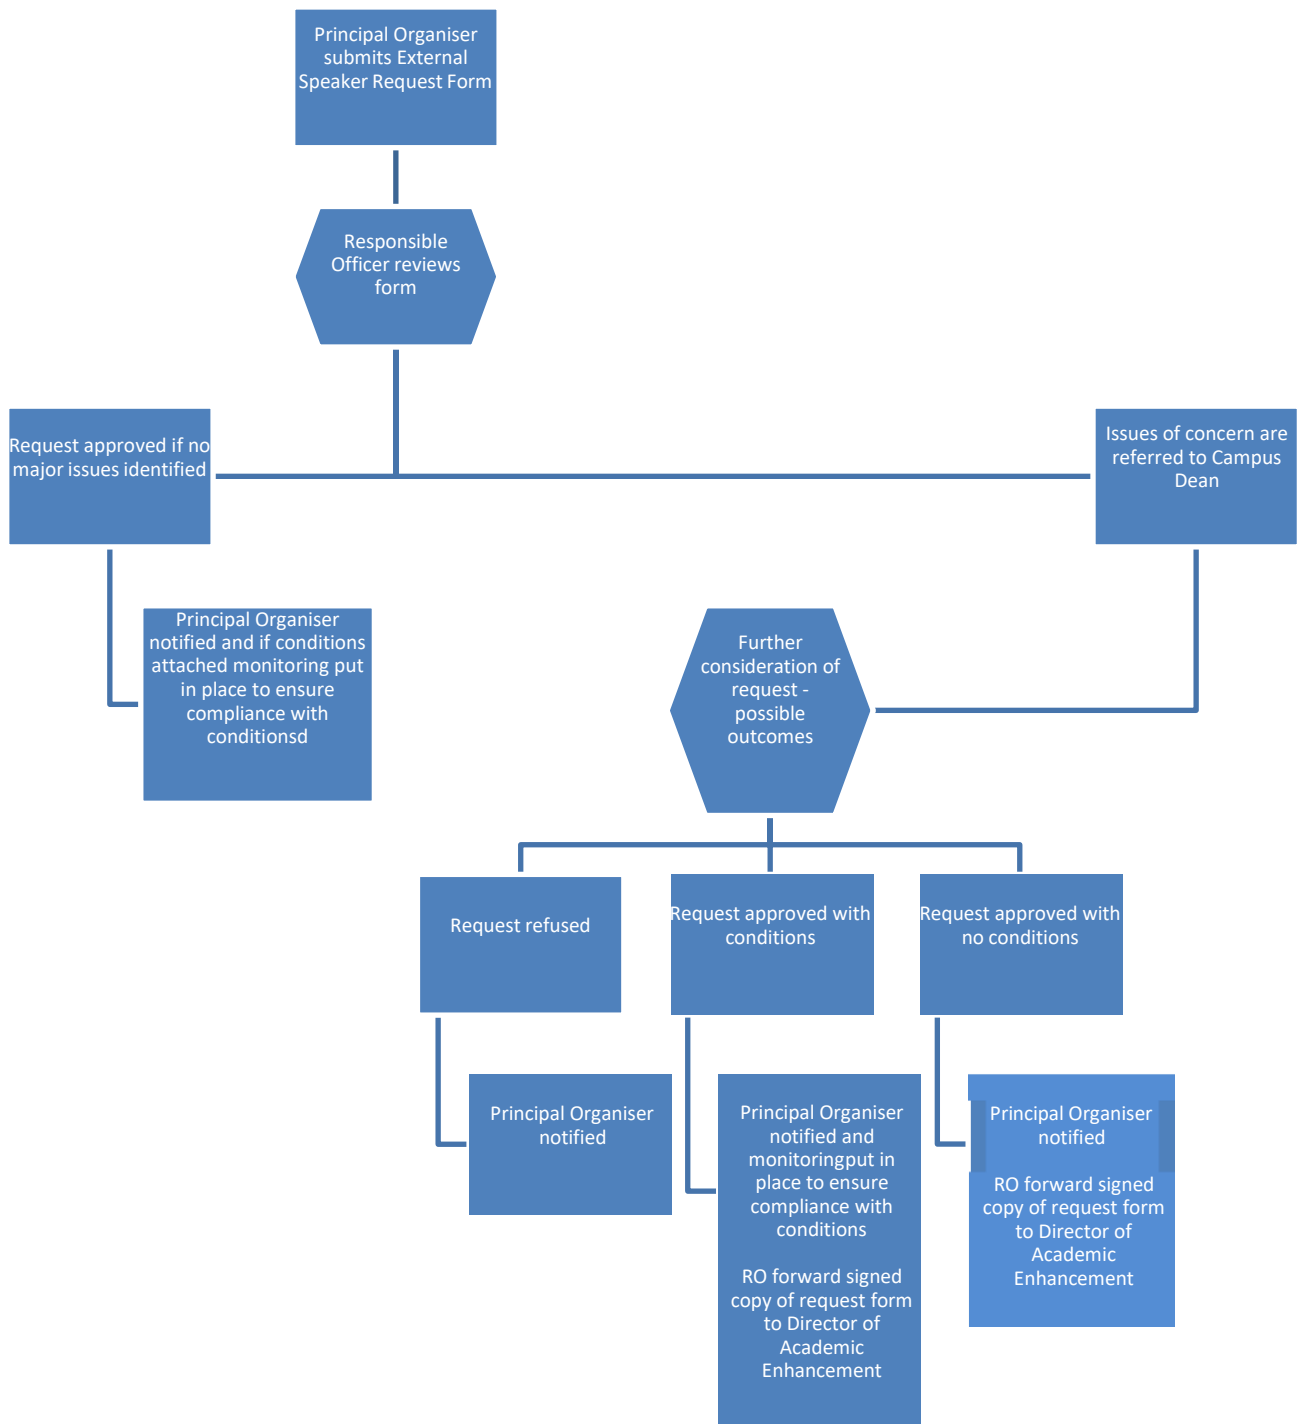 Principal Organiser
submits External
Speaker Request Form
Responsible
Officer reviews
form
Request approved if no
major issues identified
Issues of concern are
referred to Campus
Dean
Principal Organiser
notified and if conditions
attached monitoring put
in place to ensure
compliance with
conditionsd
Further
consideration of
request -
possible
outcomes
Request refused
Request approved with
conditions
Request approved with
no conditions
Principal Organiser
notified
Principal Organiser
notified and
monitoringput in
place to ensure
compliance with
conditions
RO forward signed
copy of request form
to Director of
Academic
Enhancement
Principal Organiser
notified
RO forward signed
copy of request form
to Director of
Academic
Enhancement